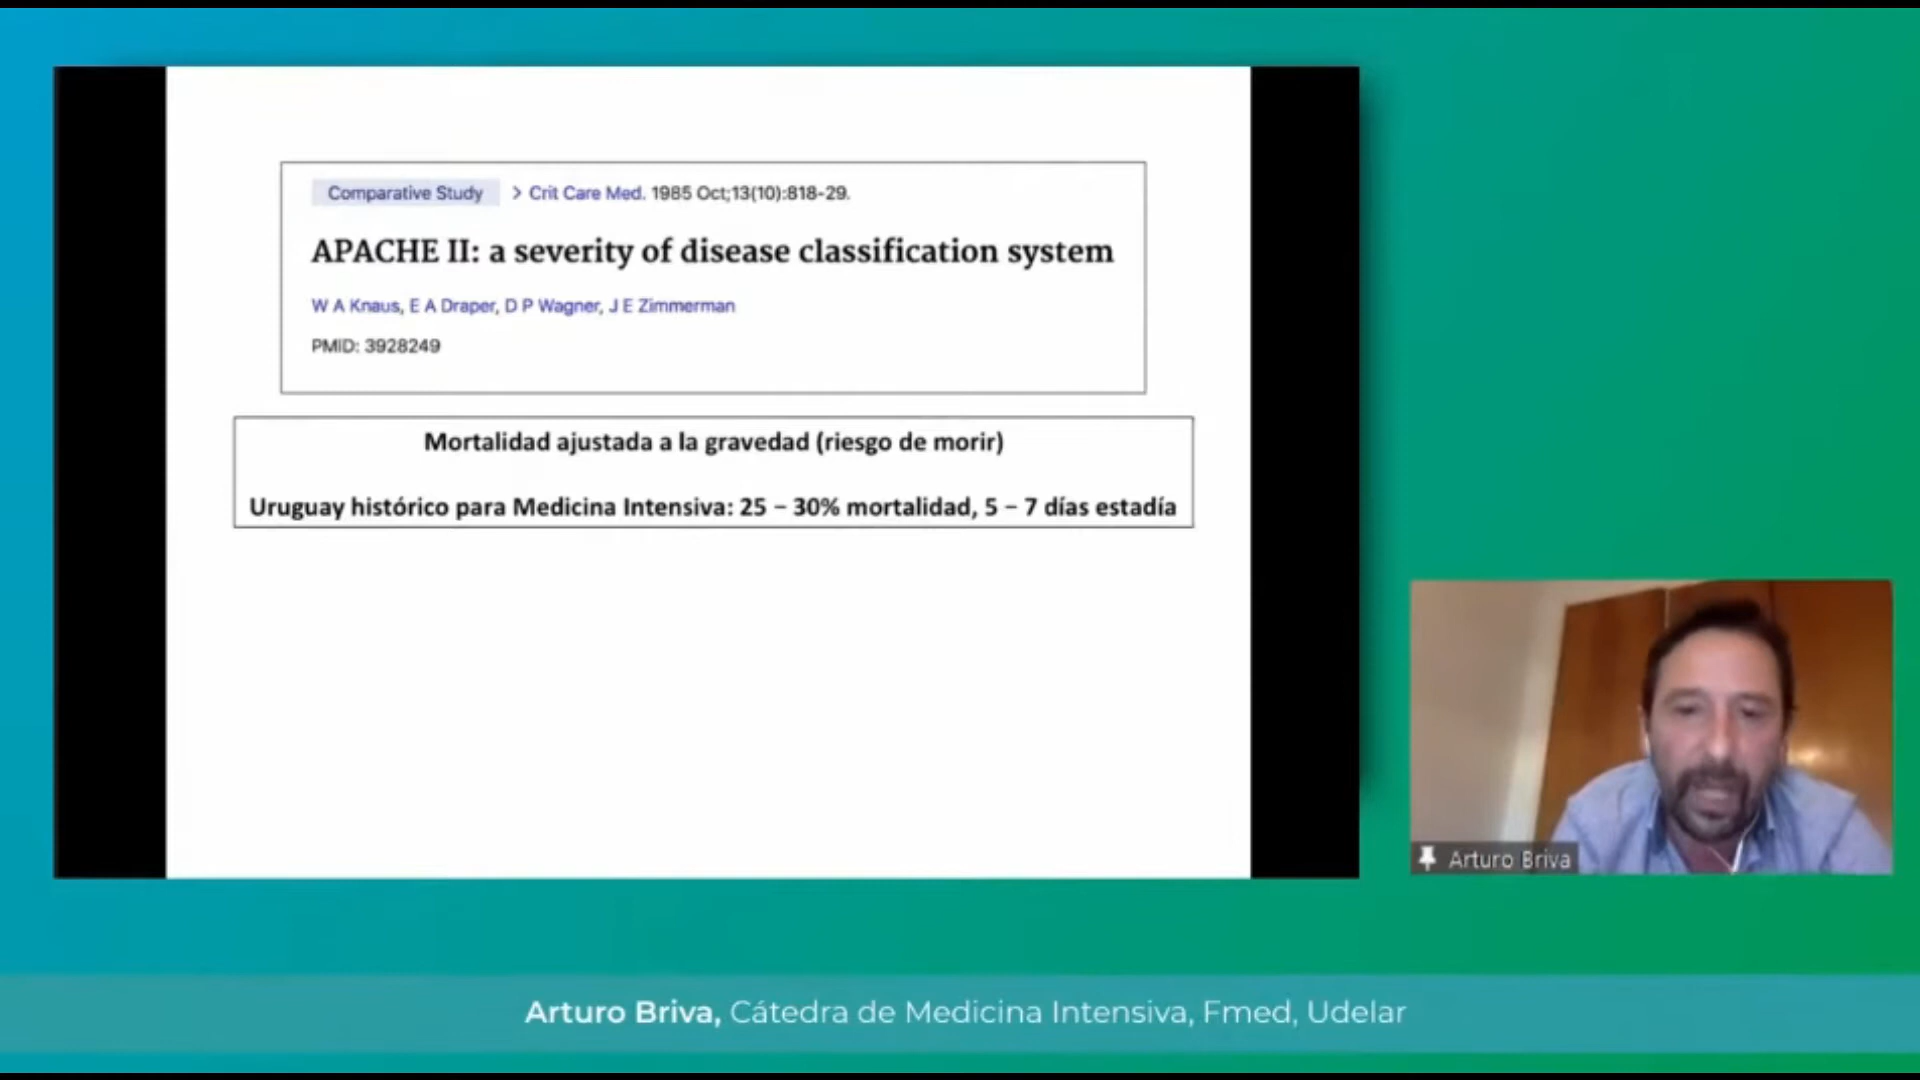 Comparative Study > Crit Care Med. 1985 Oct;13(10):818-29.
APACHE II: a severity of disease classification system
W A Knaus, E A Draper, D P Wagner, J E Zimmerman
PMID: 3928249
Mortalidad ajustada a la gravedad (riesgo de morir)
Uruguay histórico para Medicina Intensiva: 25 – 30% mortalidad, 5 – 7 días estadía
Arturo Briva
Arturo Briva, Cátedra de Medicina Intensiva, Fmed, Udelar